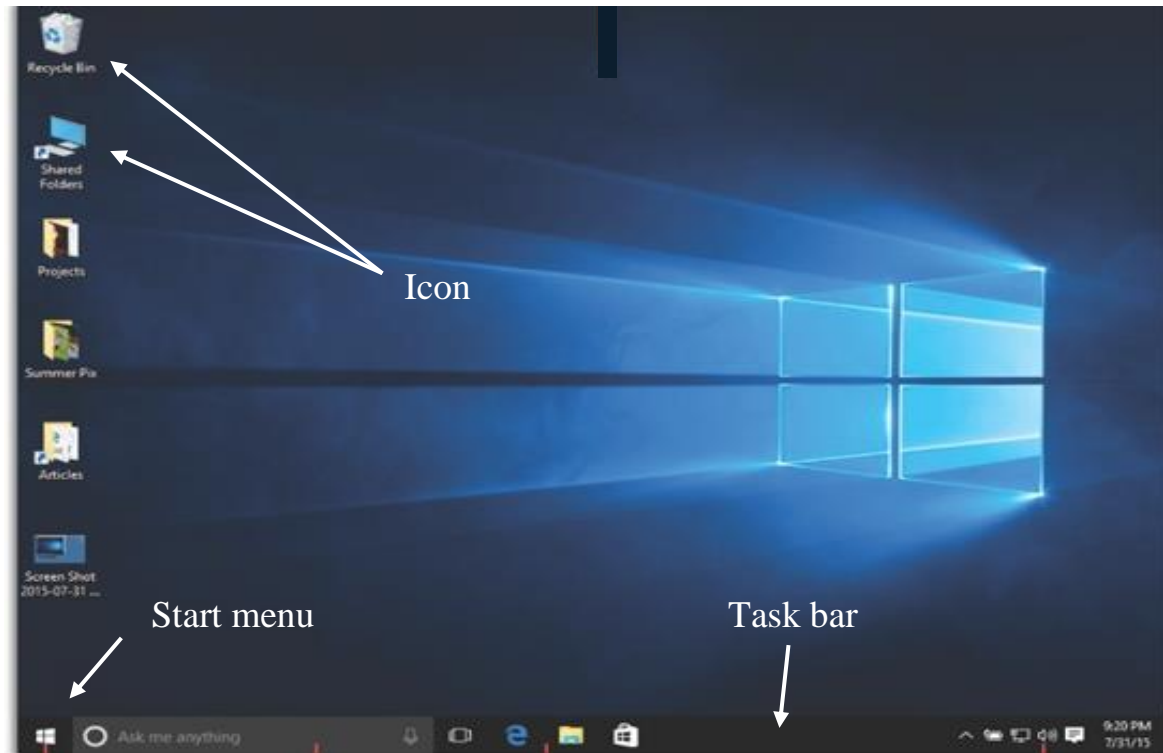 Recycle Bin
Shared
Folders
Projects
Icon
Summer Pix
Articles
Screen Shot
2015-07-31 ...
Start menu
Task bar
Ask me anything
9:20 PM
7/31/15